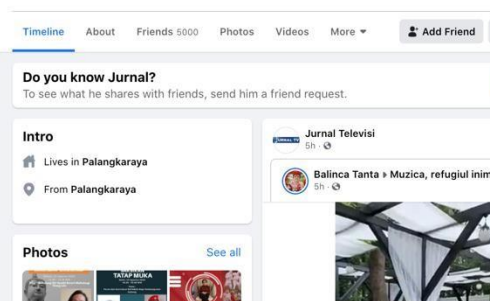 Timeline
About
Friends 5000
Photos
Videos
More
Add Friend
Do you know Jurnal?
To see what he shares with friends, send him a friend request.
Intro
Lives in Palangkaraya
From Palangkaraya
Jurnal Televisi
5h
Balinca Tanta ▸ Muzica, refugiul inim
5h
Photos
See all
TATAP MUKA